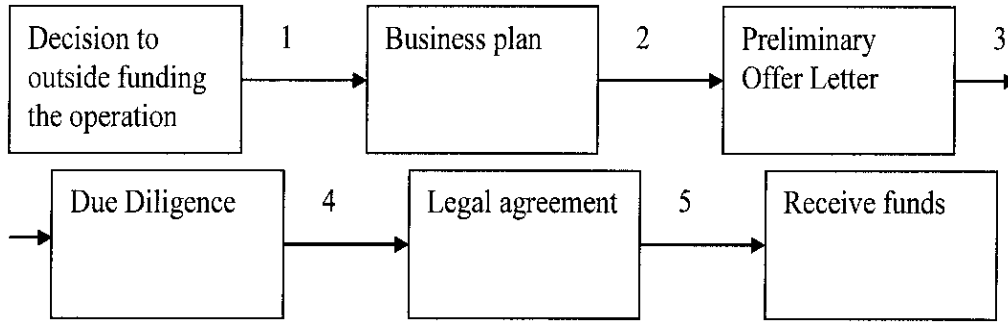 Decision to
outside funding
the operation
1
Business plan
2
Preliminary
Offer Letter
3
Due Diligence
4
Legal agreement
5
Receive funds